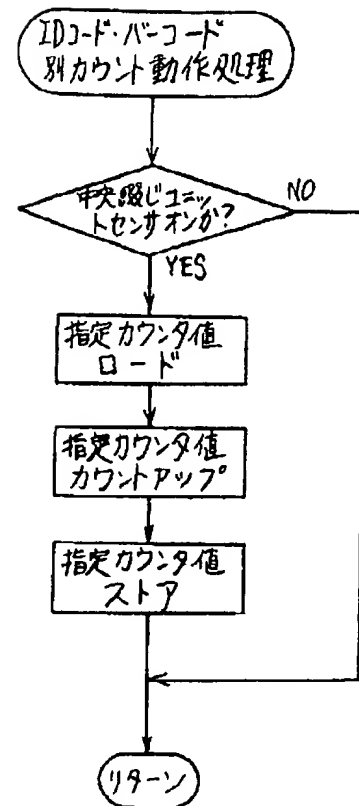 IDコード・バーコード
別カウント動作処理
中央綴じユニッ
トセンサオンか?
NO
YES
指定カウンタ値
ロード
指定カウンタ値
カウントアップ
指定カウンタ値
ストア
リターン